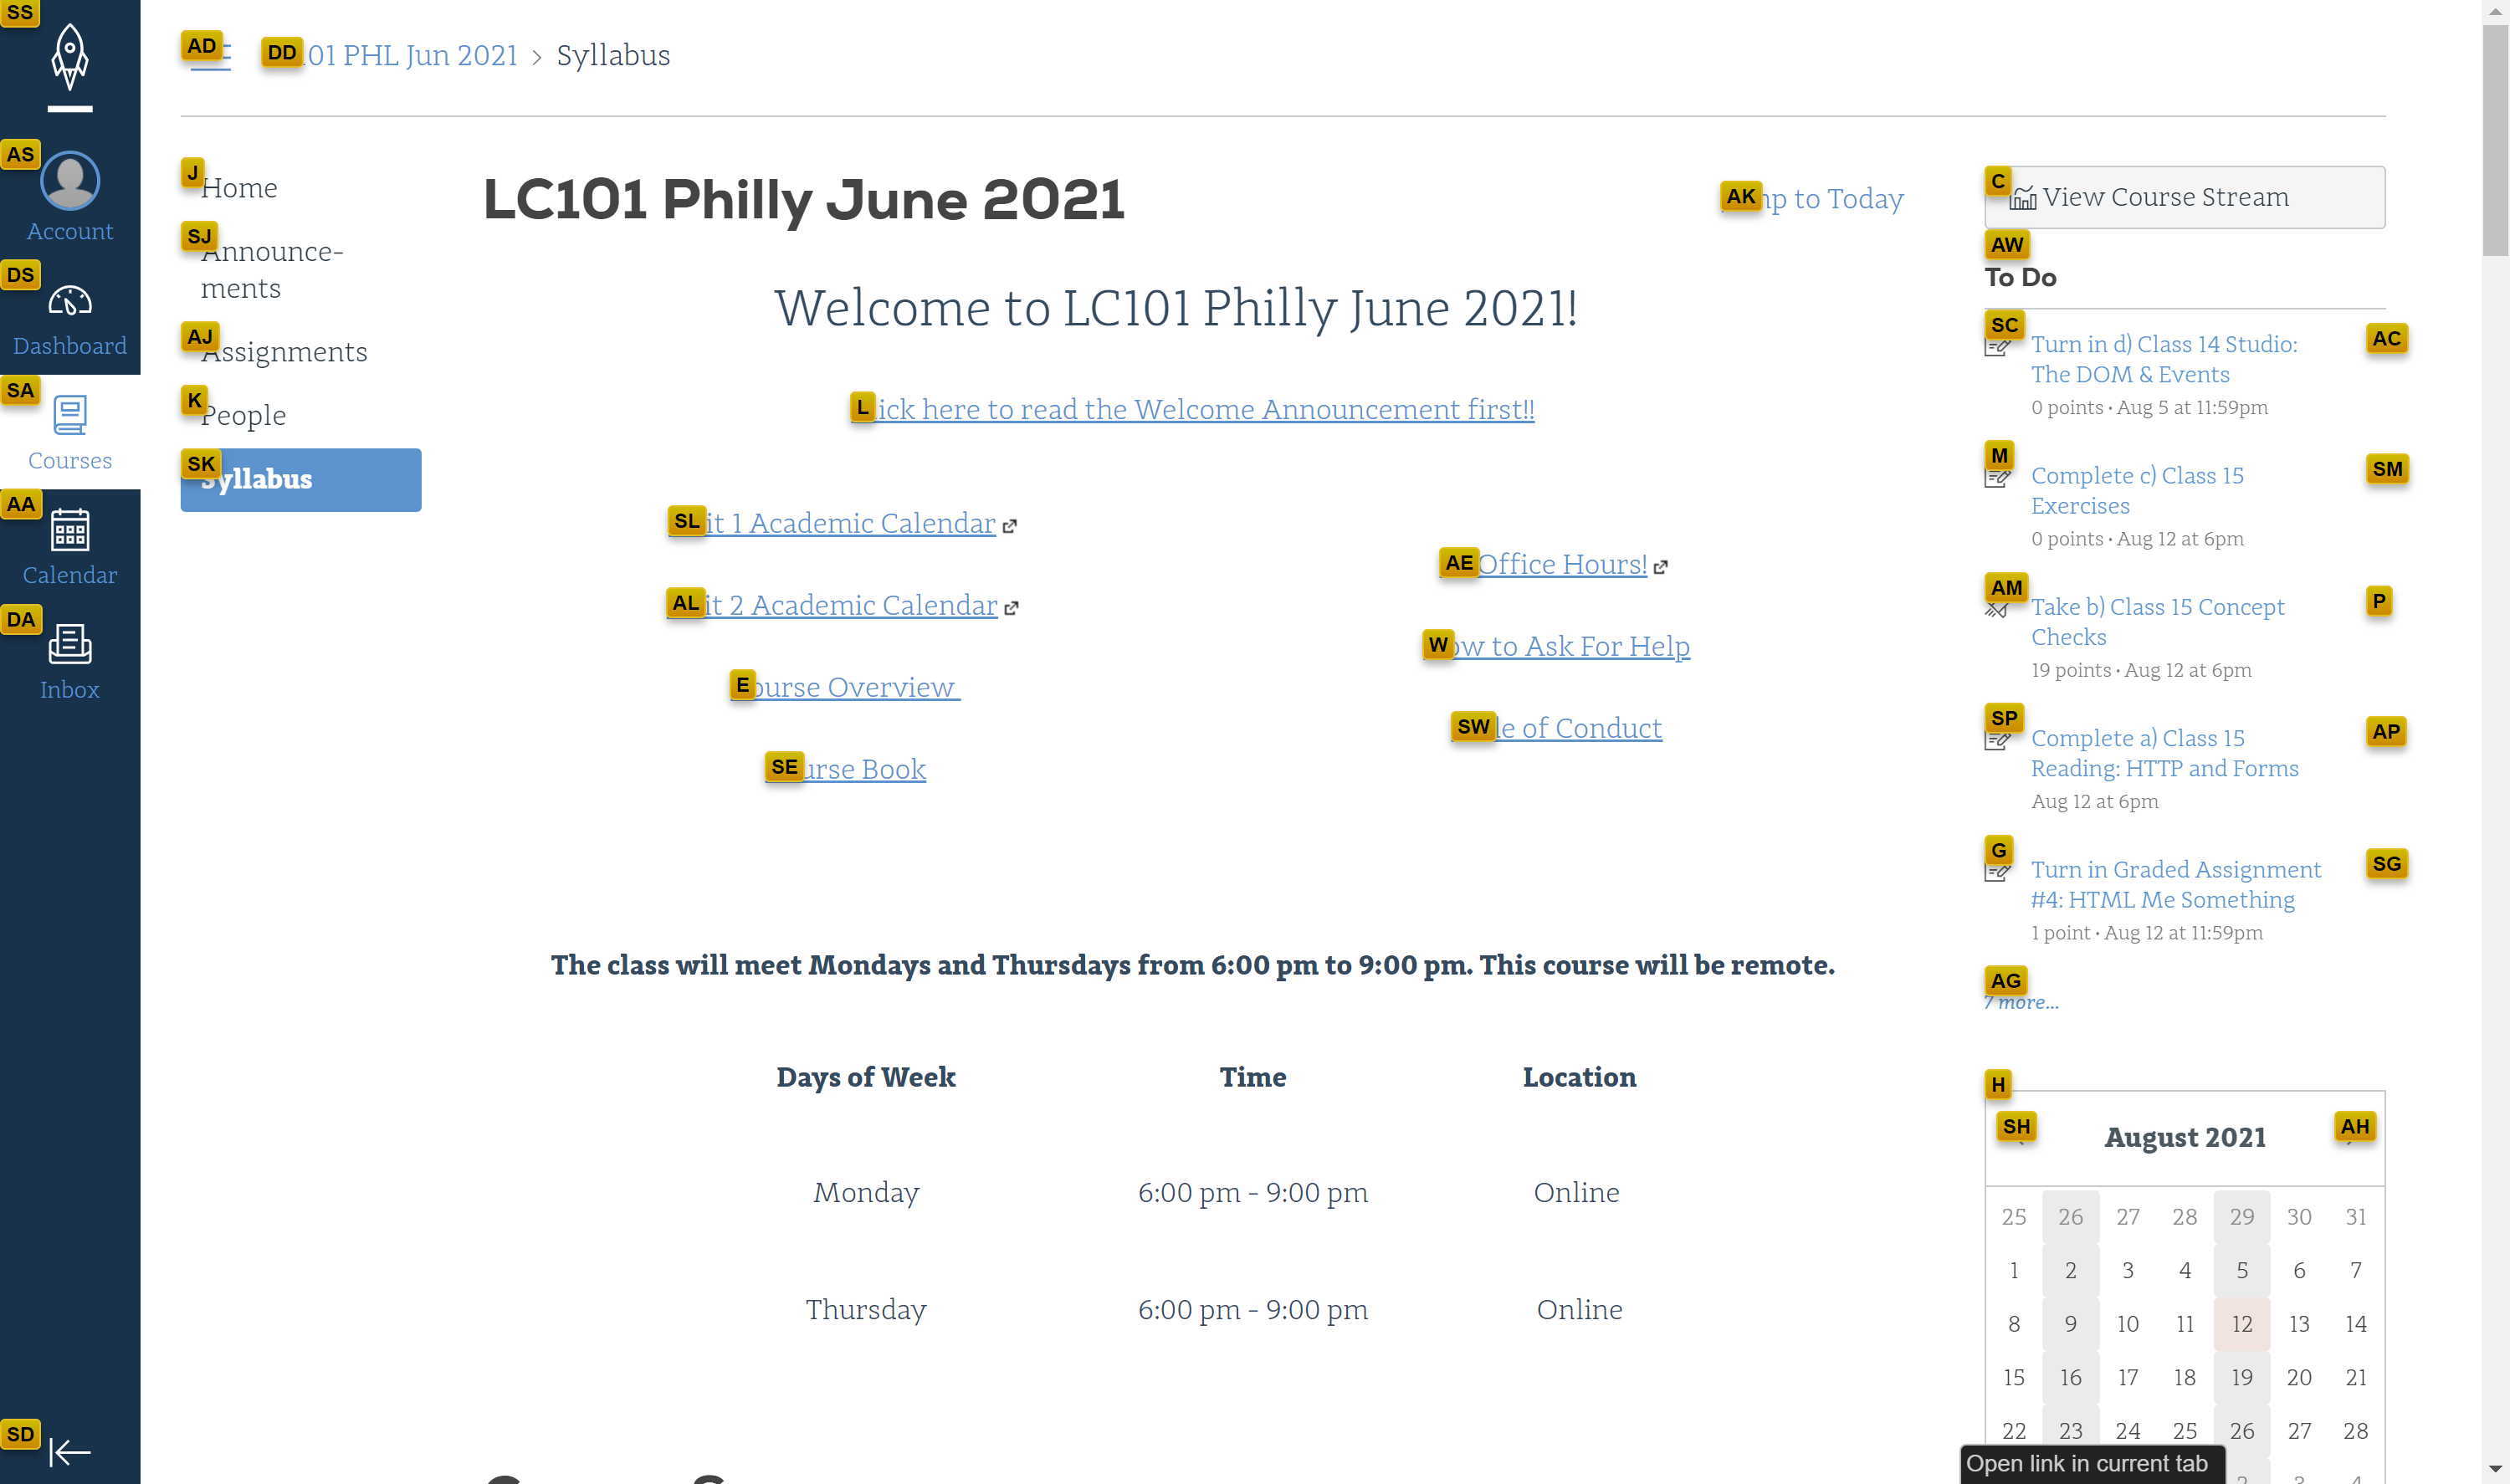 SS
AS
Account
DS
Dashboard
SA
Courses
AA
Calendar
DA
Inbox
SD
AD
DD 101 PHL Jun 2021 > Syllabus
J Home
SJ
Announce-
ments
AJ
Assignments
K
People
SK
Syllabus
LC101 Philly June 2021
AK to Today
Welcome to LC101 Philly June 2021!
L ick here to read the Welcome Announcement first!!
SL it 1 Academic Calendar
AL it 2 Academic Calendar
E ourse Overview
SE urse Book
AE Office Hours!
W ow to Ask For Help
SW le of Conduct
The class will meet Mondays and Thursdays from 6:00 pm to 9:00 pm. This course will be remote.
Days of Week Time Location
Monday 6:00 pm - 9:00 pm Online
Thursday 6:00 pm - 9:00 pm Online
C View Course Stream
AW
To Do
SC AC
Turn in d) Class 14 Studio:
The DOM & Events
0 points • Aug 5 at 11:59pm
M SM
Complete c) Class 15
Exercises
0 points • Aug 12 at 6pm
AM P
Take b) Class 15 Concept
Checks
19 points • Aug 12 at 6pm
SP AP
Complete a) Class 15
Reading: HTTP and Forms
Aug 12 at 6pm
G SG
Turn in Graded Assignment
#4: HTML Me Something
1 point • Aug 12 at 11:59pm
AG
7 more...
H
SH August 2021 AH
25 26 27 28 29 30 31
1 2 3 4 5 6 7
8 9 10 11 12 13 14
15 16 17 18 19 20 21
22 23 24 25 26 27 28
Open link in current tab